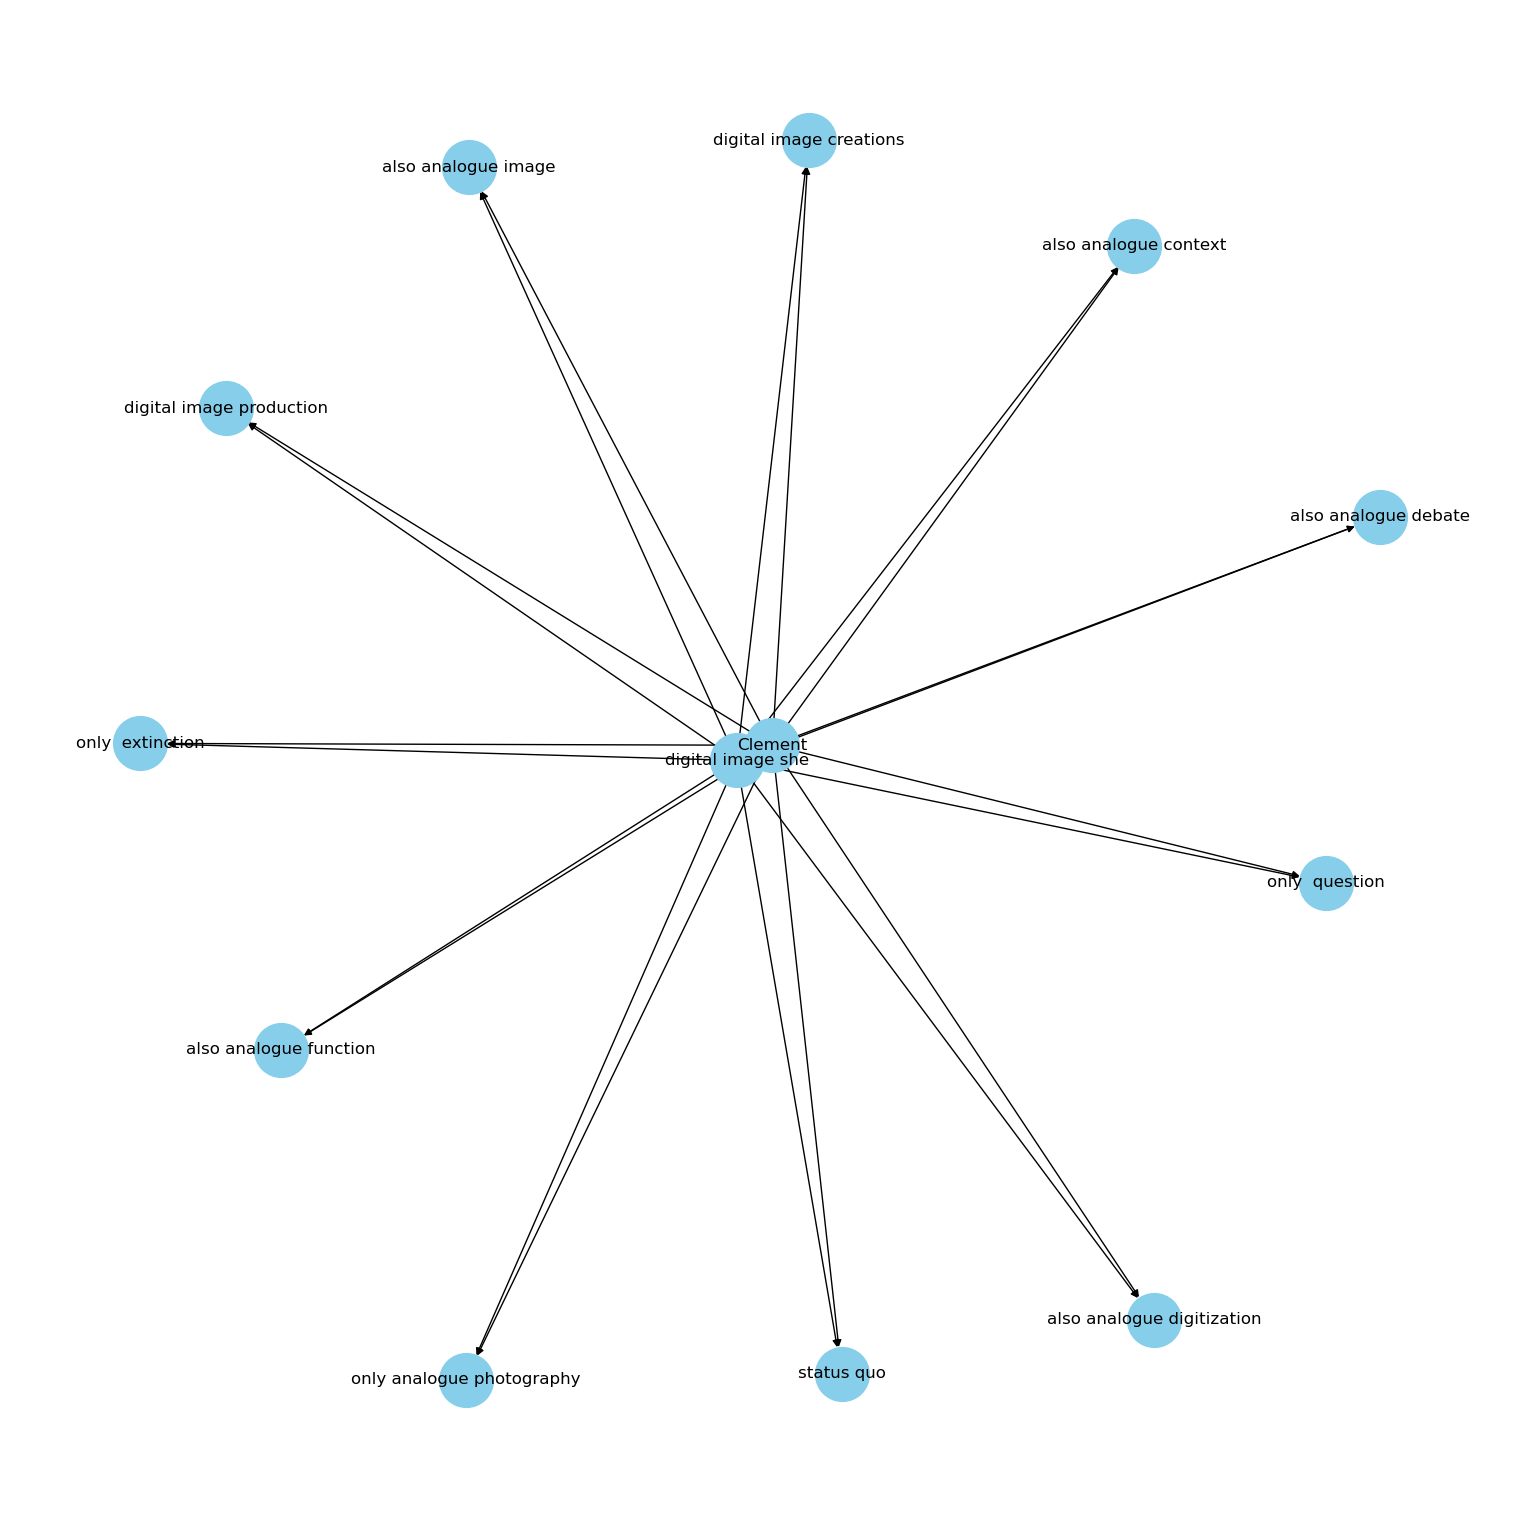 digital image creations
also analogue image
also analogue context
digital image production
also analogue debate
only  extinction
Clement
digital image she
only  question
also analogue function
also analogue digitization
status quo
only analogue photography